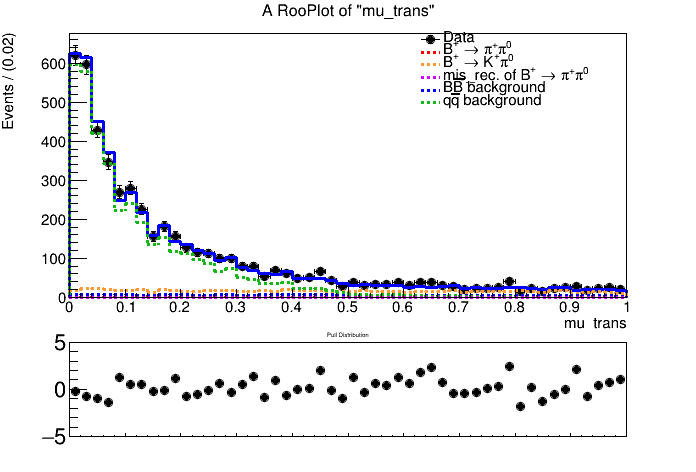 A RooPlot of "mu_trans"
Events / (0.02)
600
500
400
300
200
100
0
0 0.1 0.2 0.3 0.4 0.5 0.6 0.7 0.8 0.9 1
mu_trans
Data
B⁺ → π⁺π⁰
B⁺ → K⁺π⁰
mis_rec. of B⁺ → π⁺π⁰
BB̅ background
qq̅ background
Pull Distribution
5
0
−5